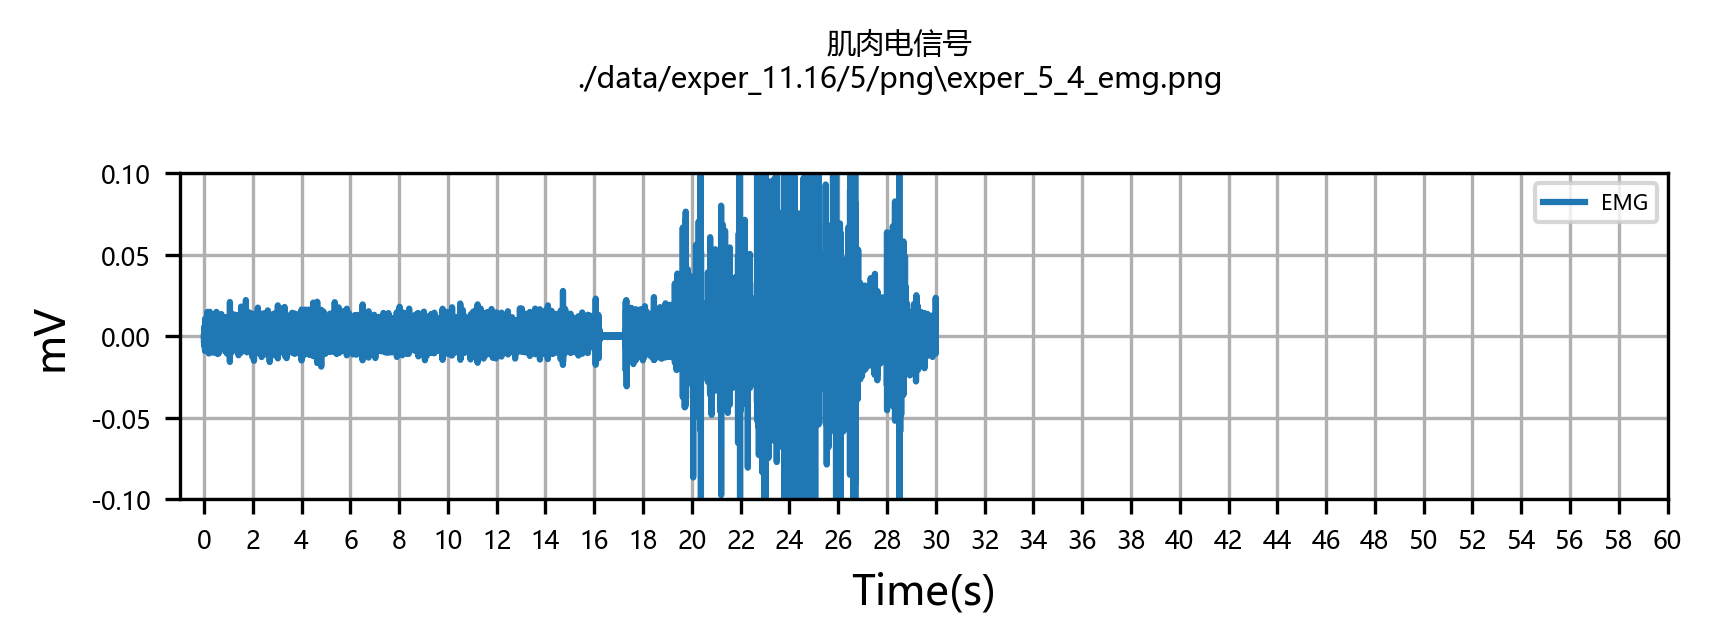 肌肉电信号
./data/exper_11.16/5/png\exper_5_4_emg.png
0.10
0.05
0.00
-0.05
-0.10
mV
EMG
0 2 4 6 8 10 12 14 16 18 20 22 24 26 28 30 32 34 36 38 40 42 44 46 48 50 52 54 56 58 60
Time(s)